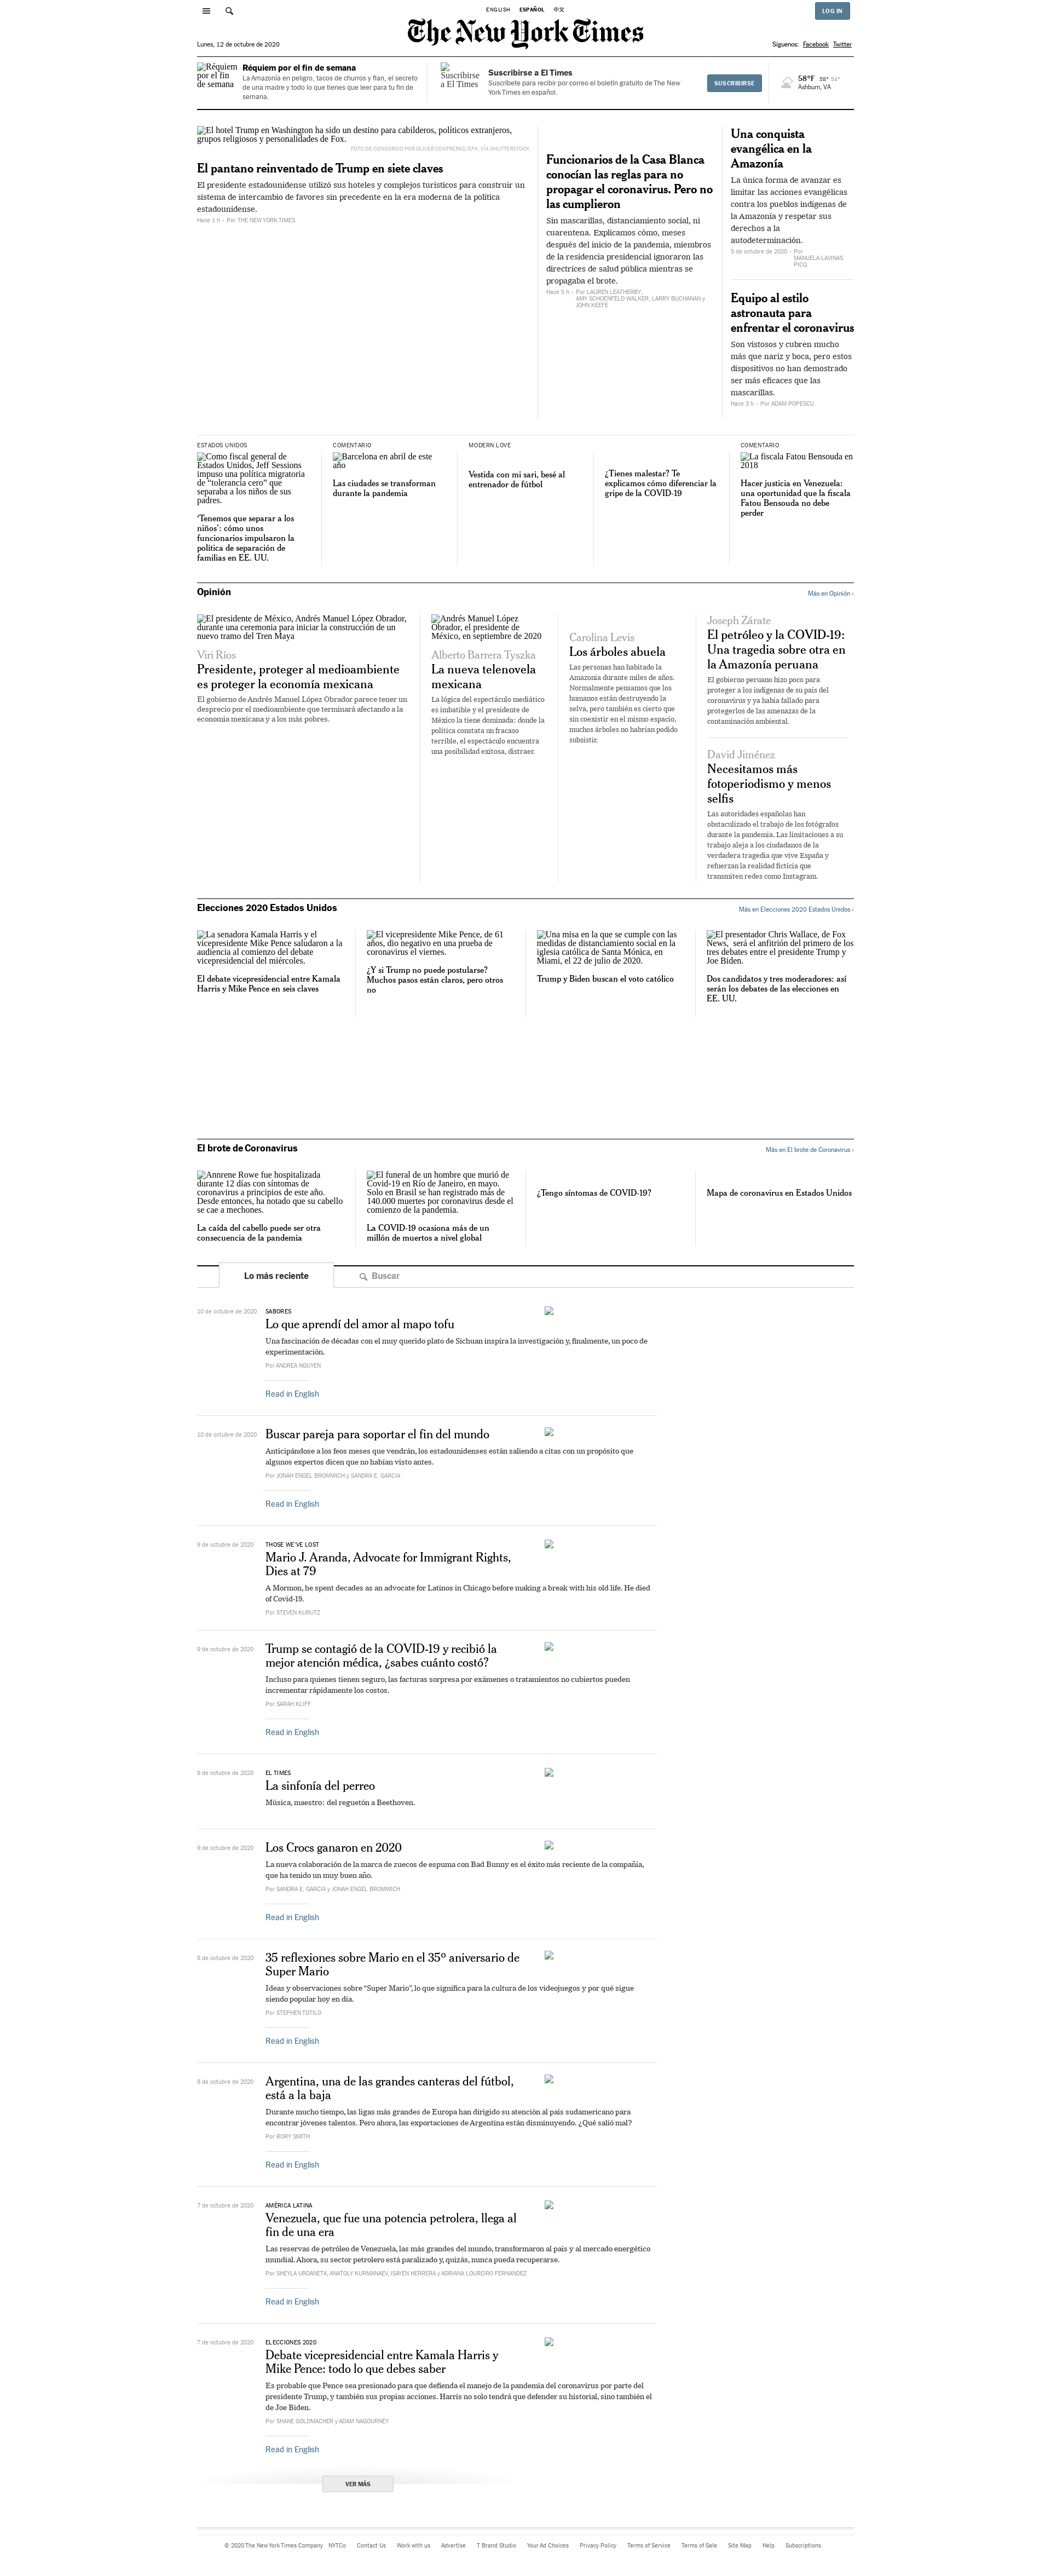 ENGLISH ESPAÑOL 中文
LOG IN
The New York Times
Lunes, 12 de octubre de 2020
Síguenos: Facebook Twitter
Réquiem
por el fin
de semana
Réquiem por el fin de semana
La Amazonía en peligro, tacos de churros y flan, el secreto
de una madre y todo lo que tienes que leer para tu fin de
semana.
Suscribirse
a El Times
Suscribirse a El Times
Suscríbete para recibir por correo el boletín gratuito de The New
York Times en español.
SUSCRIBIRSE
58°F 58° 54°
Ashburn, VA
El hotel Trump en Washington ha sido un destino para cabilderos, políticos extranjeros,
grupos religiosos y personalidades de Fox.
FOTO DE CONSORCIO POR OLIVER CONTRERAS/EPA, VÍA SHUTTERSTOCK
El pantano reinventado de Trump en siete claves
El presidente estadounidense utilizó sus hoteles y complejos turísticos para construir un
sistema de intercambio de favores sin precedente en la era moderna de la política
estadounidense.
Hace 1 h • Por THE NEW YORK TIMES
Funcionarios de la Casa Blanca
conocían las reglas para no
propagar el coronavirus. Pero no
las cumplieron
Sin mascarillas, distanciamiento social, ni
cuarentena. Explicamos cómo, meses
después del inicio de la pandemia, miembros
de la residencia presidencial ignoraron las
directrices de salud pública mientras se
propagaba el brote.
Hace 5 h • Por LAUREN LEATHERBY,
AMY SCHOENFELD WALKER, LARRY BUCHANAN y
JOHN KEEFE
Una conquista
evangélica en la
Amazonía
La única forma de avanzar es
limitar las acciones evangélicas
contra los pueblos indígenas de
la Amazonía y respetar sus
derechos a la
autodeterminación.
5 de octubre de 2020 • Por
MANUELA LAVINAS
PICQ
Equipo al estilo
astronauta para
enfrentar el coronavirus
Son vistosos y cubren mucho
más que nariz y boca, pero estos
dispositivos no han demostrado
ser más eficaces que las
mascarillas.
Hace 3 h • Por ADAM POPESCU
ESTADOS UNIDOS
Como fiscal general de
Estados Unidos, Jeff Sessions
impuso una política migratoria
de “tolerancia cero” que
separaba a los niños de sus
padres.
‘Tenemos que separar a los
niños’: cómo unos
funcionarios impulsaron la
política de separación de
familias en EE. UU.
COMENTARIO
Barcelona en abril de este
año
Las ciudades se transforman
durante la pandemia
MODERN LOVE
Vestida con mi sari, besé al
entrenador de fútbol
¿Tienes malestar? Te
explicamos cómo diferenciar la
gripe de la COVID-19
COMENTARIO
La fiscala Fatou Bensouda en
2018
Hacer justicia en Venezuela:
una oportunidad que la fiscala
Fatou Bensouda no debe
perder
Opinión
Más en Opinión ›
El presidente de México, Andrés Manuel López Obrador,
durante una ceremonia para iniciar la construcción de un
nuevo tramo del Tren Maya
Viri Ríos
Presidente, proteger al medioambiente
es proteger la economía mexicana
El gobierno de Andrés Manuel López Obrador parece tener un
desprecio por el medioambiente que terminará afectando a la
economía mexicana y a los más pobres.
Andrés Manuel López
Obrador, el presidente de
México, en septiembre de 2020
Alberto Barrera Tyszka
La nueva telenovela
mexicana
La lógica del espectáculo mediático
es imbatible y el presidente de
México la tiene dominada: donde la
política constata un fracaso
terrible, el espectáculo encuentra
una posibilidad exitosa, distraer.
Carolina Levis
Los árboles abuela
Las personas han habitado la
Amazonía durante miles de años.
Normalmente pensamos que los
humanos están destruyendo la
selva, pero también es cierto que
sin coexistir en el mismo espacio,
muchos árboles no habrían podido
subsistir.
Joseph Zárate
El petróleo y la COVID-19:
Una tragedia sobre otra en
la Amazonía peruana
El gobierno peruano hizo poco para
proteger a los indígenas de su país del
coronavirus y ya había fallado para
protegerlos de las amenazas de la
contaminación ambiental.
David Jiménez
Necesitamos más
fotoperiodismo y menos
selfis
Las autoridades españolas han
obstaculizado el trabajo de los fotógrafos
durante la pandemia. Las limitaciones a su
trabajo aleja a los ciudadanos de la
verdadera tragedia que vive España y
refuerzan la realidad ficticia que
transmiten redes como Instagram.
Elecciones 2020 Estados Unidos
Más en Elecciones 2020 Estados Unidos ›
La senadora Kamala Harris y el
vicepresidente Mike Pence saludaron a la
audiencia al comienzo del debate
vicepresidencial del miércoles.
El debate vicepresidencial entre Kamala
Harris y Mike Pence en seis claves
El vicepresidente Mike Pence, de 61
años, dio negativo en una prueba de
coronavirus el viernes.
¿Y si Trump no puede postularse?
Muchos pasos están claros, pero otros
no
Una misa en la que se cumple con las
medidas de distanciamiento social en la
iglesia católica de Santa Mónica, en
Miami, el 22 de julio de 2020.
Trump y Biden buscan el voto católico
El presentador Chris Wallace, de Fox
News, será el anfitrión del primero de los
tres debates entre el presidente Trump y
Joe Biden.
Dos candidatos y tres moderadores: así
serán los debates de las elecciones en
EE. UU.
El brote de Coronavirus
Más en El brote de Coronavirus ›
Annrene Rowe fue hospitalizada
durante 12 días con síntomas de
coronavirus a principios de este año.
Desde entonces, ha notado que su cabello
se cae a mechones.
La caída del cabello puede ser otra
consecuencia de la pandemia
El funeral de un hombre que murió de
Covid-19 en Río de Janeiro, en mayo.
Solo en Brasil se han registrado más de
140.000 muertes por coronavirus desde el
comienzo de la pandemia.
La COVID-19 ocasiona más de un
millón de muertos a nivel global
¿Tengo síntomas de COVID-19?
Mapa de coronavirus en Estados Unidos
Lo más reciente
Buscar
10 de octubre de 2020
SABORES
Lo que aprendí del amor al mapo tofu
Una fascinación de décadas con el muy querido plato de Sichuan inspira la investigación y, finalmente, un poco de
experimentación.
Por ANDREA NGUYEN
Read in English
10 de octubre de 2020
Buscar pareja para soportar el fin del mundo
Anticipándose a los feos meses que vendrán, los estadounidenses están saliendo a citas con un propósito que
algunos expertos dicen que no habían visto antes.
Por JONAH ENGEL BROMWICH y SANDRA E. GARCIA
Read in English
9 de octubre de 2020
THOSE WE’VE LOST
Mario J. Aranda, Advocate for Immigrant Rights,
Dies at 79
A Mormon, he spent decades as an advocate for Latinos in Chicago before making a break with his old life. He died
of Covid-19.
Por STEVEN KURUTZ
9 de octubre de 2020
Trump se contagió de la COVID-19 y recibió la
mejor atención médica, ¿sabes cuánto costó?
Incluso para quienes tienen seguro, las facturas sorpresa por exámenes o tratamientos no cubiertos pueden
incrementar rápidamente los costos.
Por SARAH KLIFF
Read in English
9 de octubre de 2020
EL TIMES
La sinfonía del perreo
Música, maestro: del reguetón a Beethoven.
9 de octubre de 2020
Los Crocs ganaron en 2020
La nueva colaboración de la marca de zuecos de espuma con Bad Bunny es el éxito más reciente de la compañía,
que ha tenido un muy buen año.
Por SANDRA E. GARCIA y JONAH ENGEL BROMWICH
Read in English
8 de octubre de 2020
35 reflexiones sobre Mario en el 35º aniversario de
Super Mario
Ideas y observaciones sobre “Super Mario”, lo que significa para la cultura de los videojuegos y por qué sigue
siendo popular hoy en día.
Por STEPHEN TOTILO
Read in English
8 de octubre de 2020
Argentina, una de las grandes canteras del fútbol,
está a la baja
Durante mucho tiempo, las ligas más grandes de Europa han dirigido su atención al país sudamericano para
encontrar jóvenes talentos. Pero ahora, las exportaciones de Argentina están disminuyendo. ¿Qué salió mal?
Por RORY SMITH
Read in English
7 de octubre de 2020
AMÉRICA LATINA
Venezuela, que fue una potencia petrolera, llega al
fin de una era
Las reservas de petróleo de Venezuela, las más grandes del mundo, transformaron al país y al mercado energético
mundial. Ahora, su sector petrolero está paralizado y, quizás, nunca pueda recuperarse.
Por SHEYLA URDANETA, ANATOLY KURMANAEV, ISAYEN HERRERA y ADRIANA LOUREIRO FERNANDEZ
Read in English
7 de octubre de 2020
ELECCIONES 2020
Debate vicepresidencial entre Kamala Harris y
Mike Pence: todo lo que debes saber
Es probable que Pence sea presionado para que defienda el manejo de la pandemia del coronavirus por parte del
presidente Trump, y también sus propias acciones. Harris no solo tendrá que defender su historial, sino también el
de Joe Biden.
Por SHANE GOLDMACHER y ADAM NAGOURNEY
Read in English
VER MÁS
© 2020 The New York Times Company NYTCo Contact Us Work with us Advertise T Brand Studio Your Ad Choices Privacy Policy Terms of Service Terms of Sale Site Map Help Subscriptions